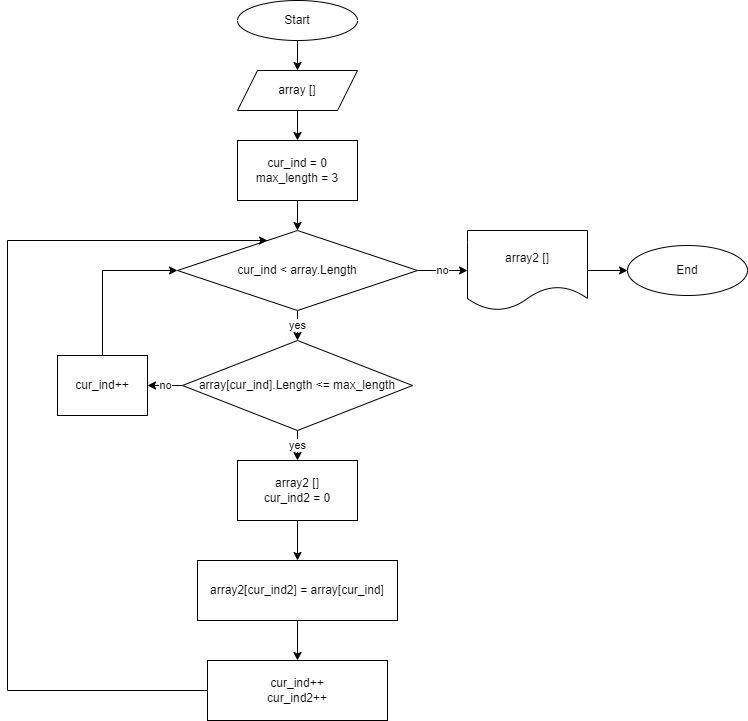 Start
array []
cur_ind = 0
max_length = 3
cur_ind < array.Length
no
array2 []
End
yes
cur_ind++
no
array[cur_ind].Length <= max_length
yes
array2 []
cur_ind2 = 0
array2[cur_ind2] = array[cur_ind]
cur_ind++
cur_ind2++